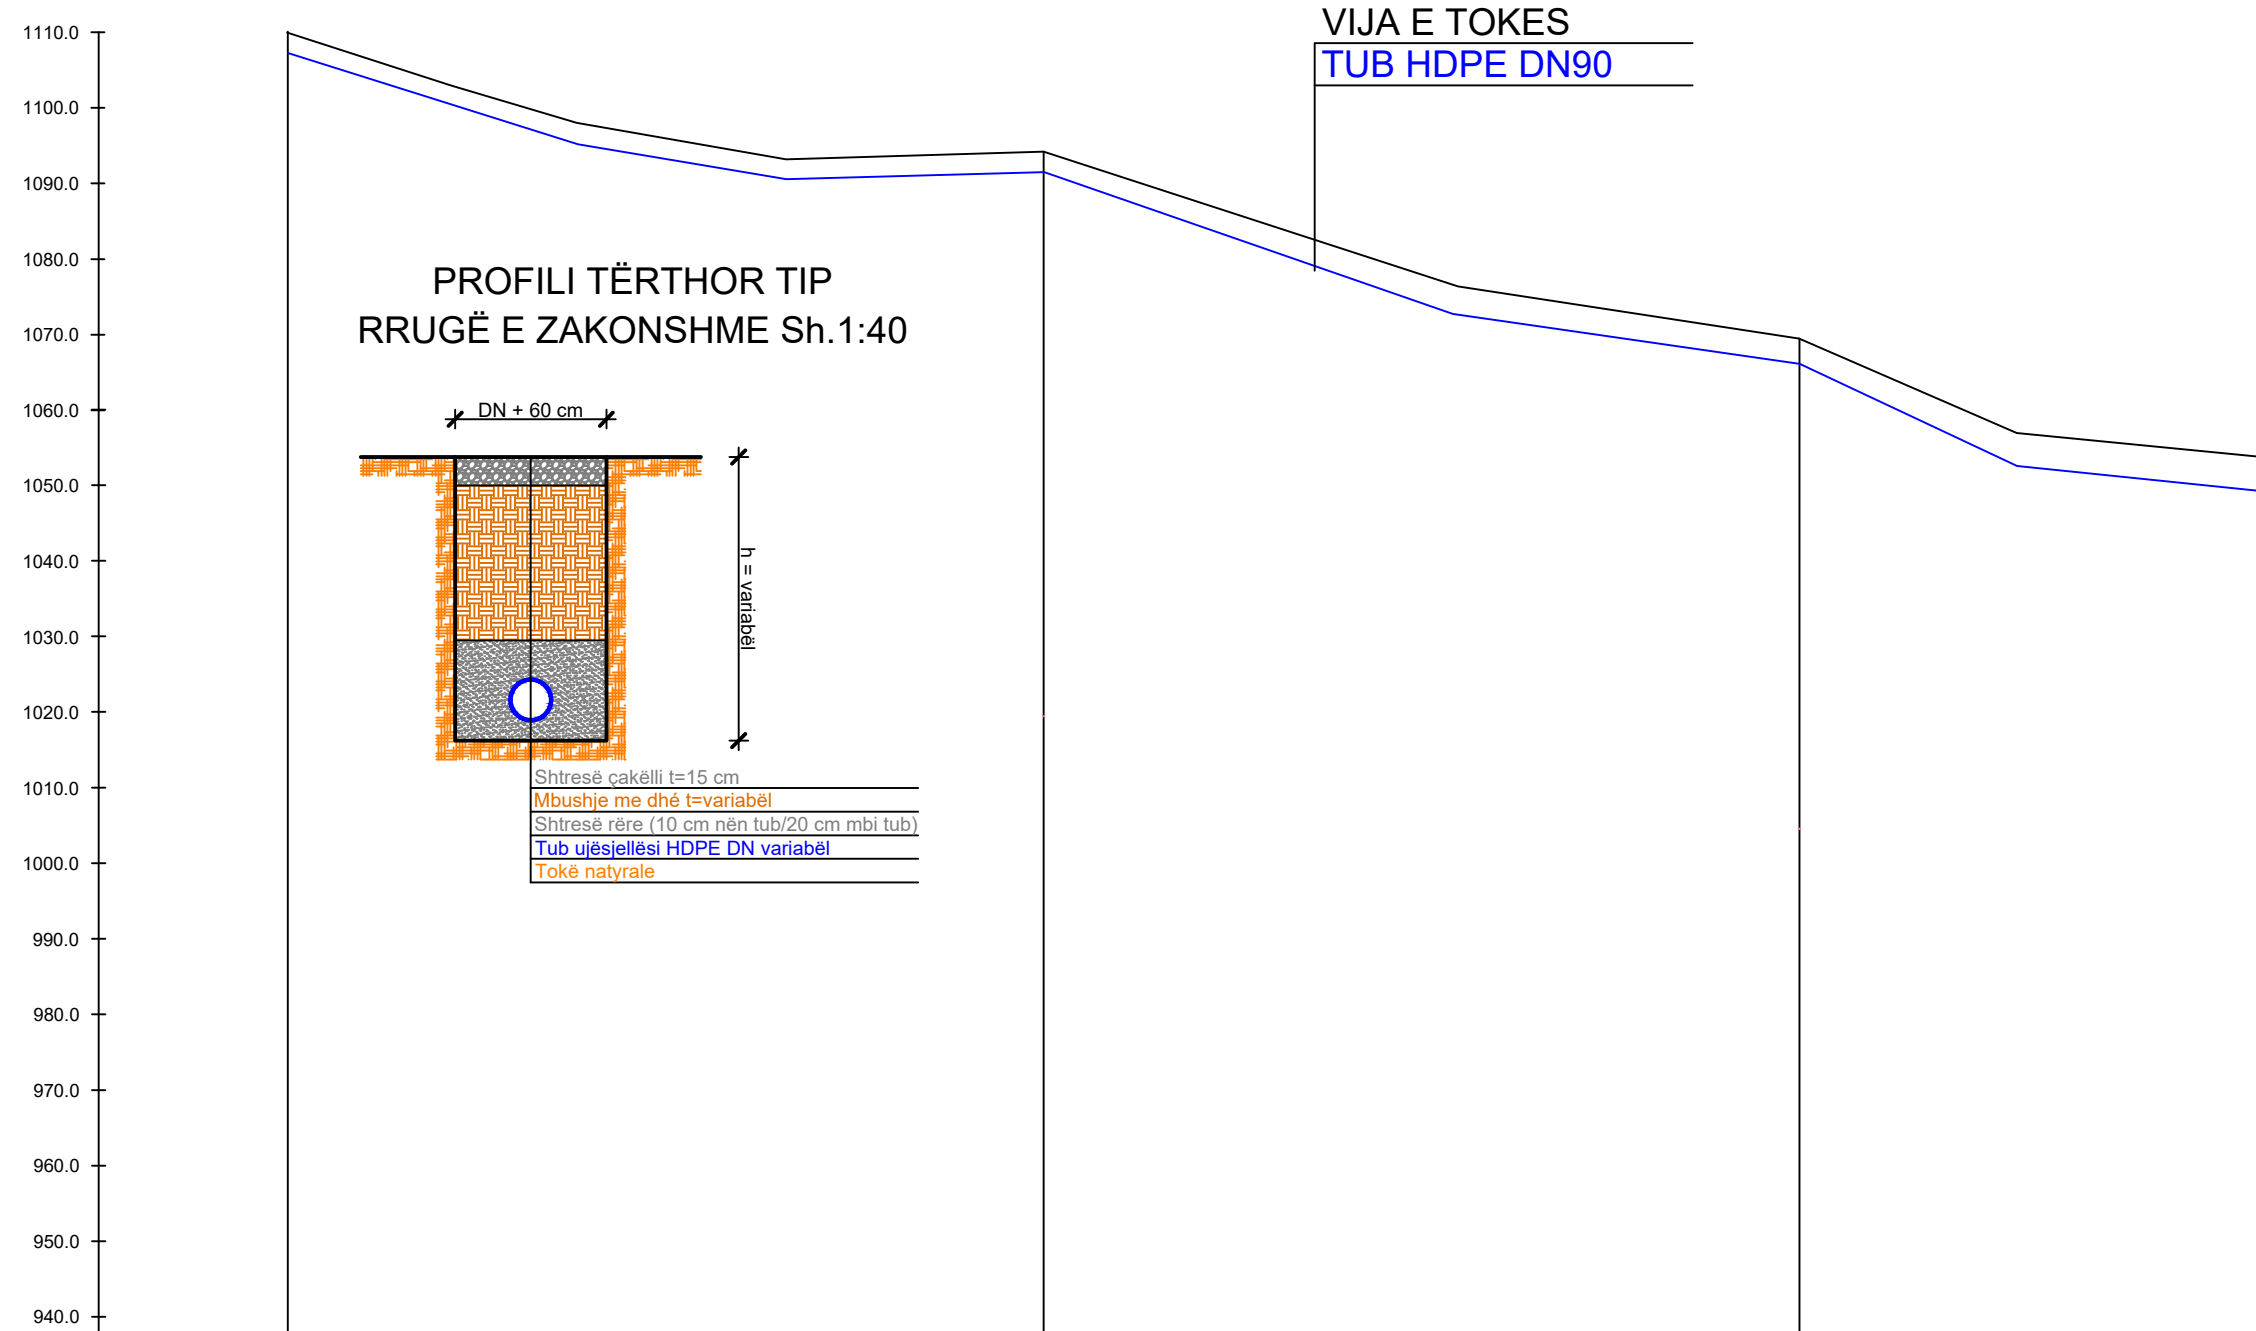 VIJA E TOKES
TUB HDPE DN90
1110.0
1100.0
1090.0
1080.0
1070.0
1060.0
1050.0
1040.0
1030.0
1020.0
1010.0
1000.0
990.0
980.0
970.0
960.0
950.0
940.0
PROFILI TËRTHOR TIP
RRUGË E ZAKONSHME Sh.1:40
DN + 60 cm
h = variabël
Shtresë çakëlli t=15 cm
Mbushje me dhé t=variabël
Shtresë rëre (10 cm nën tub/20 cm mbi tub)
Tub ujësjellësi HDPE DN variabël
Tokë natyrale